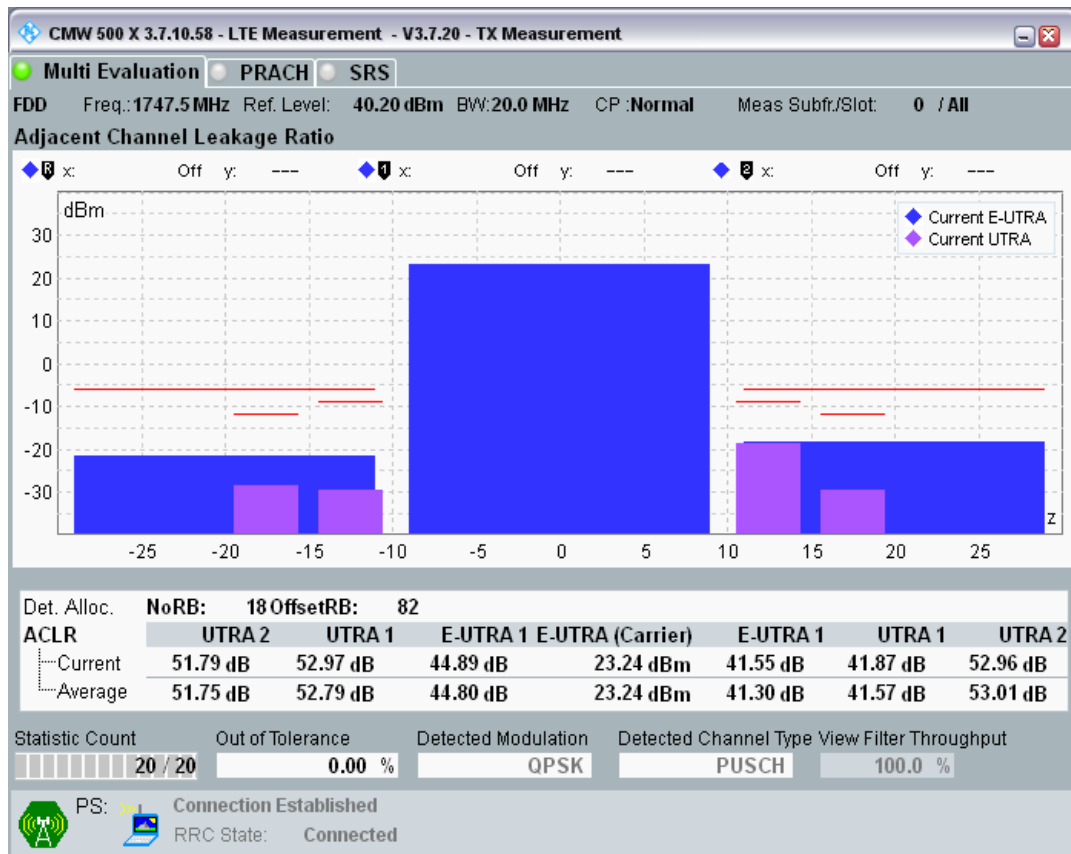 CMW 500 X 3.7.10.58 - LTE Measurement - V3.7.20 - TX Measurement
Multi Evaluation PRACH SRS
FDD Freq.:1747.5 MHz Ref. Level: 40.20 dBm BW:20.0 MHz CP :Normal Meas Subfr./Slot: 0 / All
Adjacent Channel Leakage Ratio
R x: Off y: --- 1 x: Off y: --- 2 x: Off y: ---
dBm
Current E-UTRA
Current UTRA
30
20
10
0
-10
-20
-30
z
-25 -20 -15 -10 -5 0 5 10 15 20 25
Det. Alloc. NoRB: 18 OffsetRB: 82
ACLR UTRA 2 UTRA 1 E-UTRA 1 E-UTRA (Carrier) E-UTRA 1 UTRA 1 UTRA 2
Current 51.79 dB 52.97 dB 44.89 dB 23.24 dBm 41.55 dB 41.87 dB 52.96 dB
Average 51.75 dB 52.79 dB 44.80 dB 23.24 dBm 41.30 dB 41.57 dB 53.01 dB
Statistic Count Out of Tolerance Detected Modulation Detected Channel Type View Filter Throughput
20 / 20 0.00 % QPSK PUSCH 100.0 %
PS: Connection Established
RRC State: Connected